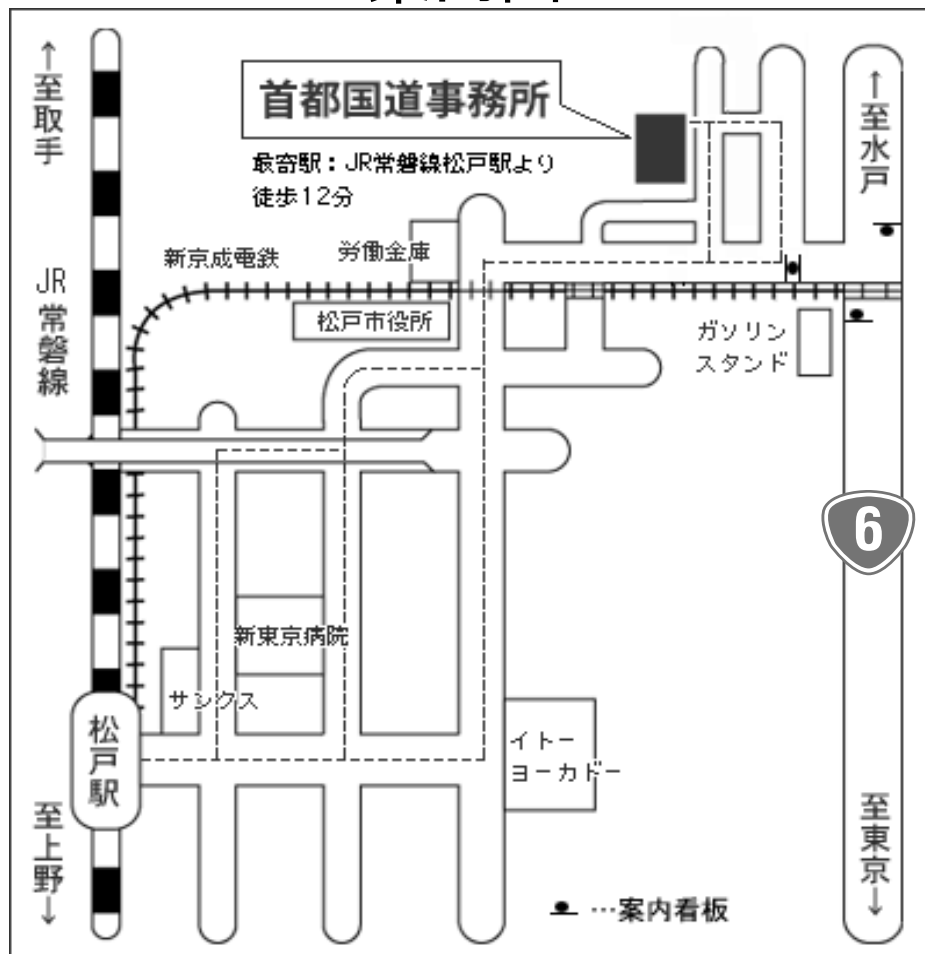 ↑至取手
首都国道事務所
最寄駅：JR常磐線松戸駅より
徒歩12分
↑至水戸
新京成電鉄
労働金庫
JR常磐線
松戸市役所
ガソリン
スタンド
6
新東京病院
サンクス
松戸駅
イトー
ヨーカドー
至上野↓
至東京↓
…案内看板